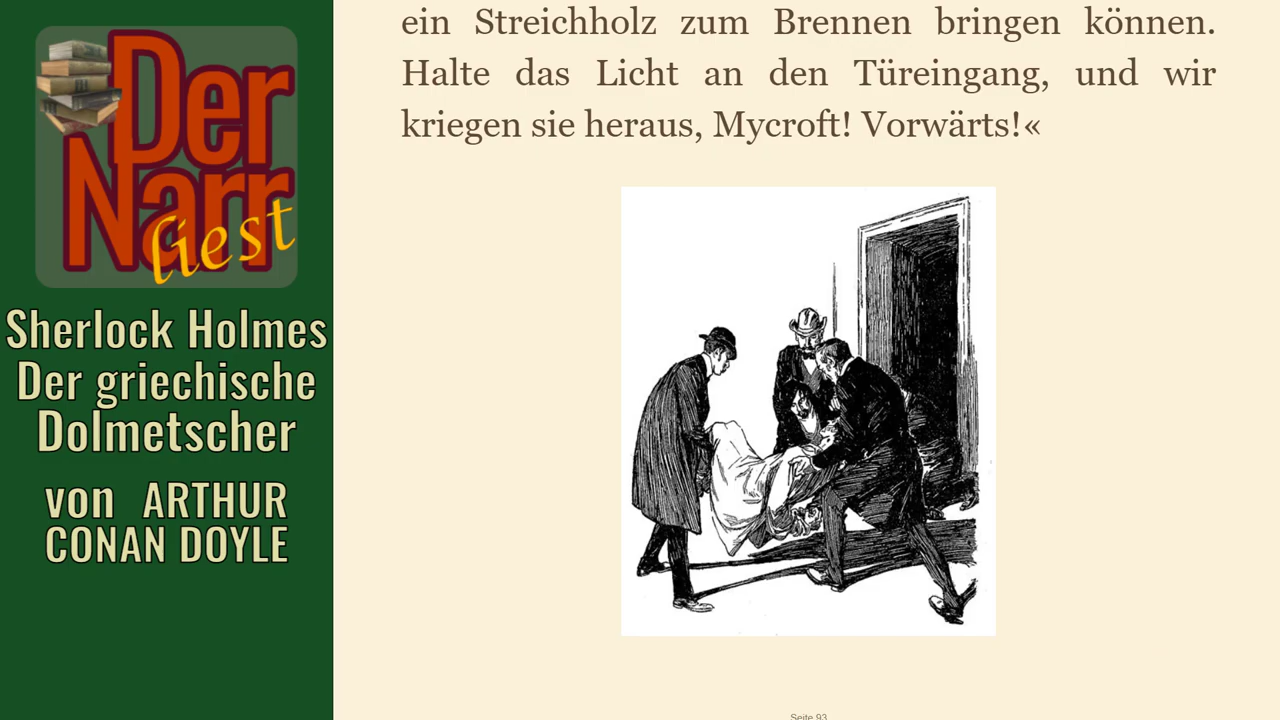 Der
Narr
liest
Sherlock Holmes
Der griechische
Dolmetscher
von ARTHUR
CONAN DOYLE
ein Streichholz zum Brennen bringen können.
Halte das Licht an den Türeingang, und wir
kriegen sie heraus, Mycroft! Vorwärts!«
Seite 93